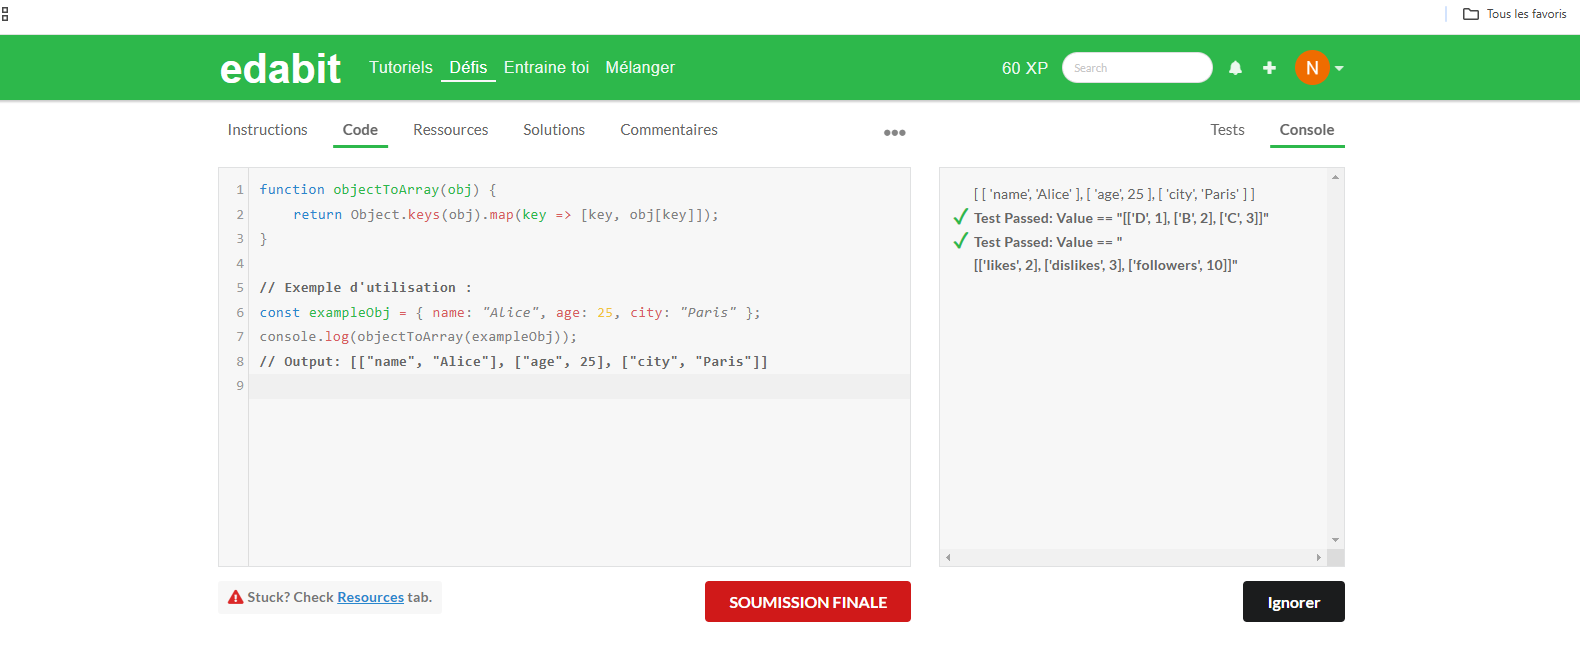 Tous les favoris
edabit Tutoriels Défis Entraine toi Mélanger 60 XP Search N
Instructions Code Ressources Solutions Commentaires ••• Tests Console
1 function objectToArray(obj) {
2 return Object.keys(obj).map(key => [key, obj[key]]);
3 }
4
5 // Exemple d'utilisation :
6 const exampleObj = { name: "Alice", age: 25, city: "Paris" };
7 console.log(objectToArray(exampleObj));
8 // Output: [["name", "Alice"], ["age", 25], ["city", "Paris"]]
9
[ [ 'name', 'Alice' ], [ 'age', 25 ], [ 'city', 'Paris' ] ]
Test Passed: Value == "[['D', 1], ['B', 2], ['C', 3]]"
Test Passed: Value == "
[['likes', 2], ['dislikes', 3], ['followers', 10]]"
Stuck? Check Resources tab.
SOUMISSION FINALE
Ignorer